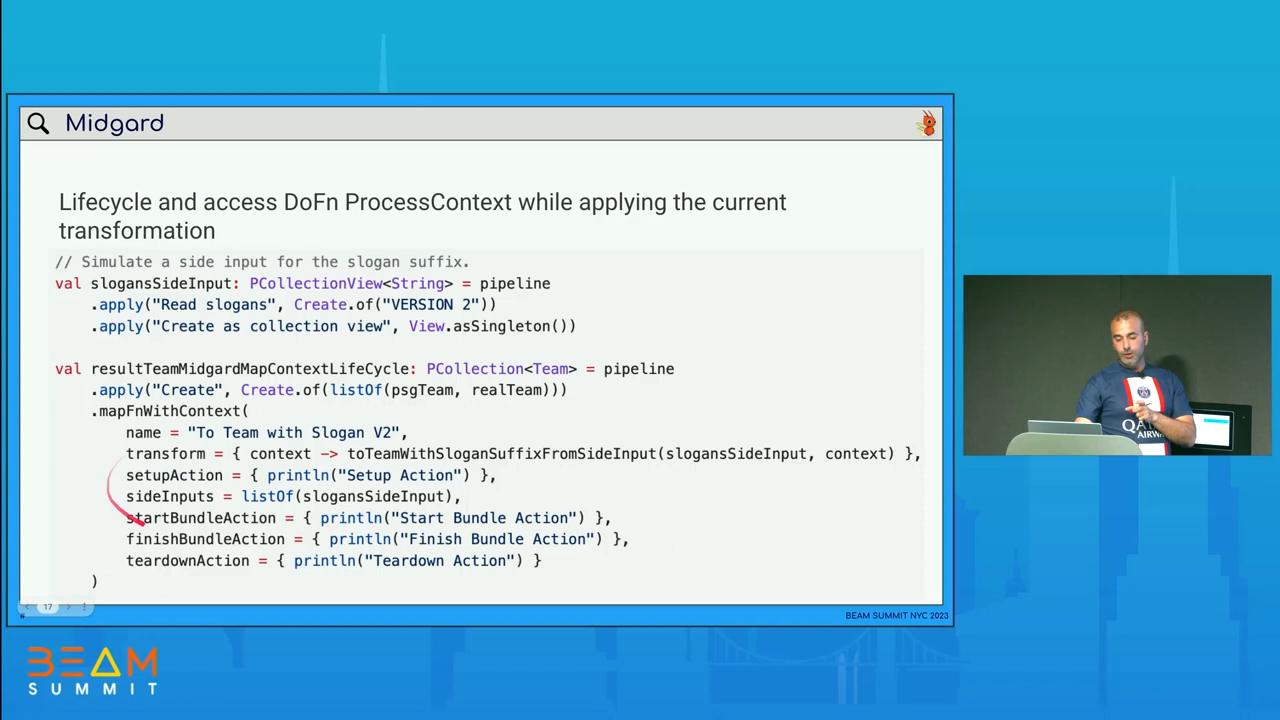 Midgard
Lifecycle and access DoFn ProcessContext while applying the current
transformation
// Simulate a side input for the slogan suffix.
val slogansSideInput: PCollectionView<String> = pipeline
    .apply("Read slogans", Create.of("VERSION 2"))
    .apply("Create as collection view", View.asSingleton())
val resultTeamMidgardMapContextLifeCycle: PCollection<Team> = pipeline
    .apply("Create", Create.of(listOf(psgTeam, realTeam)))
    .mapFnWithContext(
        name = "To Team with Slogan V2",
        transform = { context -> toTeamWithSloganSuffixFromSideInput(slogansSideInput, context) },
        setupAction = { println("Setup Action") },
        sideInputs = listOf(slogansSideInput),
        startBundleAction = { println("Start Bundle Action") },
        finishBundleAction = { println("Finish Bundle Action") },
        teardownAction = { println("Teardown Action") }
    )
17
#
BEAM SUMMIT NYC 2023
BEAM
SUMMIT